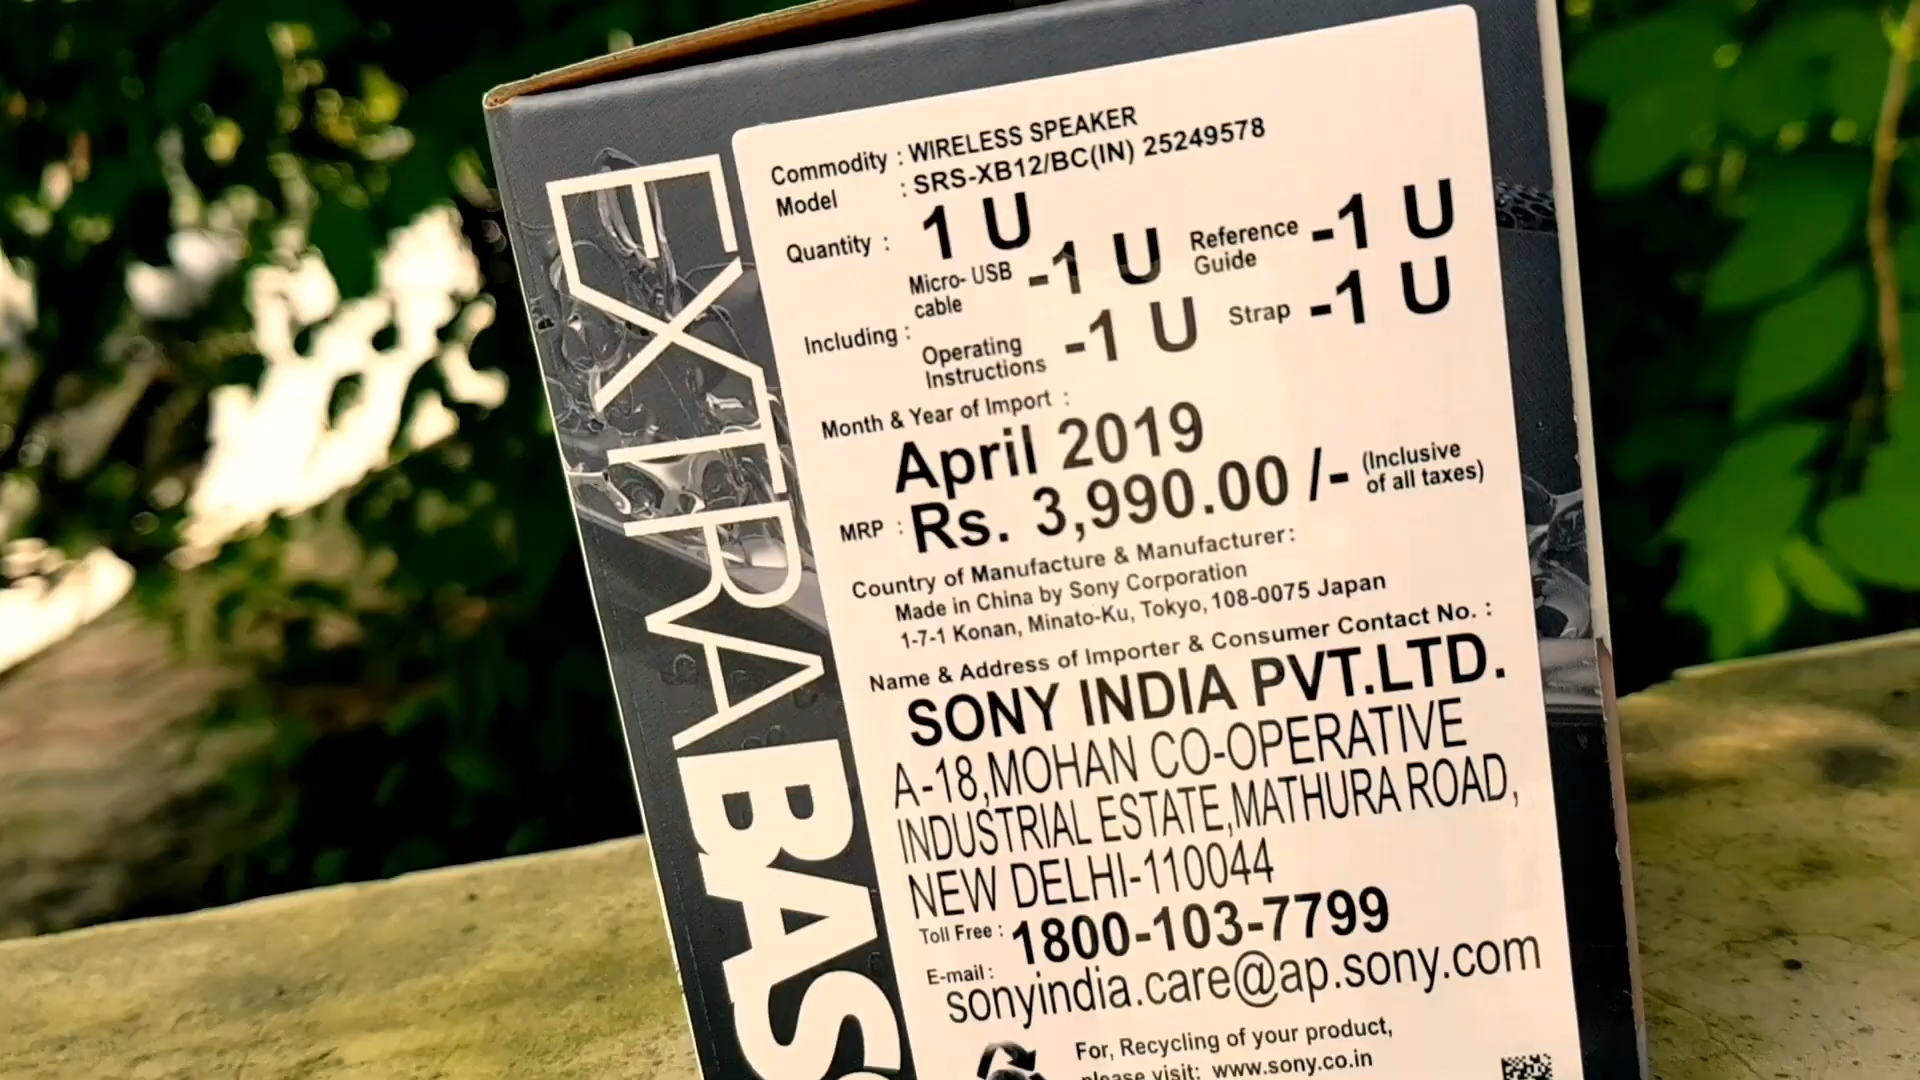 EXTRA BASS
Commodity : WIRELESS SPEAKER
Model : SRS-XB12/BC(IN) 25249578
Quantity : 1 U
Including : Micro- USB cable -1 U Reference Guide -1 U
Operating Instructions -1 U Strap -1 U
Month & Year of Import :
April 2019
MRP : Rs. 3,990.00 /- (Inclusive of all taxes)
Country of Manufacture & Manufacturer:
Made in China by Sony Corporation
1-7-1 Konan, Minato-Ku, Tokyo, 108-0075 Japan
Name & Address of Importer & Consumer Contact No. :
SONY INDIA PVT.LTD.
A-18,MOHAN CO-OPERATIVE
INDUSTRIAL ESTATE,MATHURA ROAD,
NEW DELHI-110044
Toll Free : 1800-103-7799
E-mail : sonyindia.care@ap.sony.com
For, Recycling of your product,
please visit: www.sony.co.in